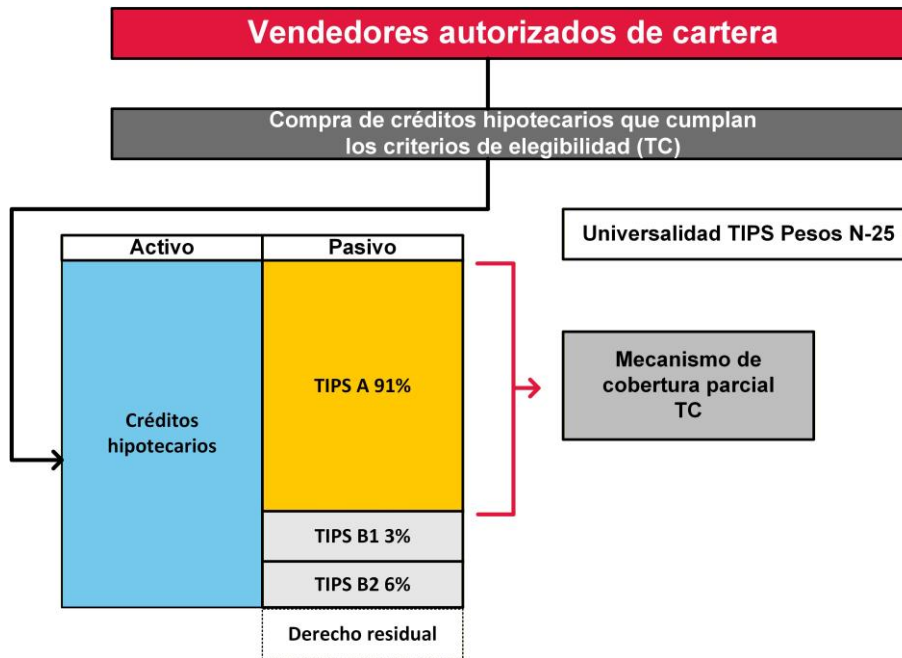 Vendedores autorizados de cartera
Compra de créditos hipotecarios que cumplan
los criterios de elegibilidad (TC)
Universalidad TIPS Pesos N-25
Activo
Pasivo
Créditos
hipotecarios
TIPS A 91%
TIPS B1 3%
TIPS B2 6%
Derecho residual
Mecanismo de
cobertura parcial
TC